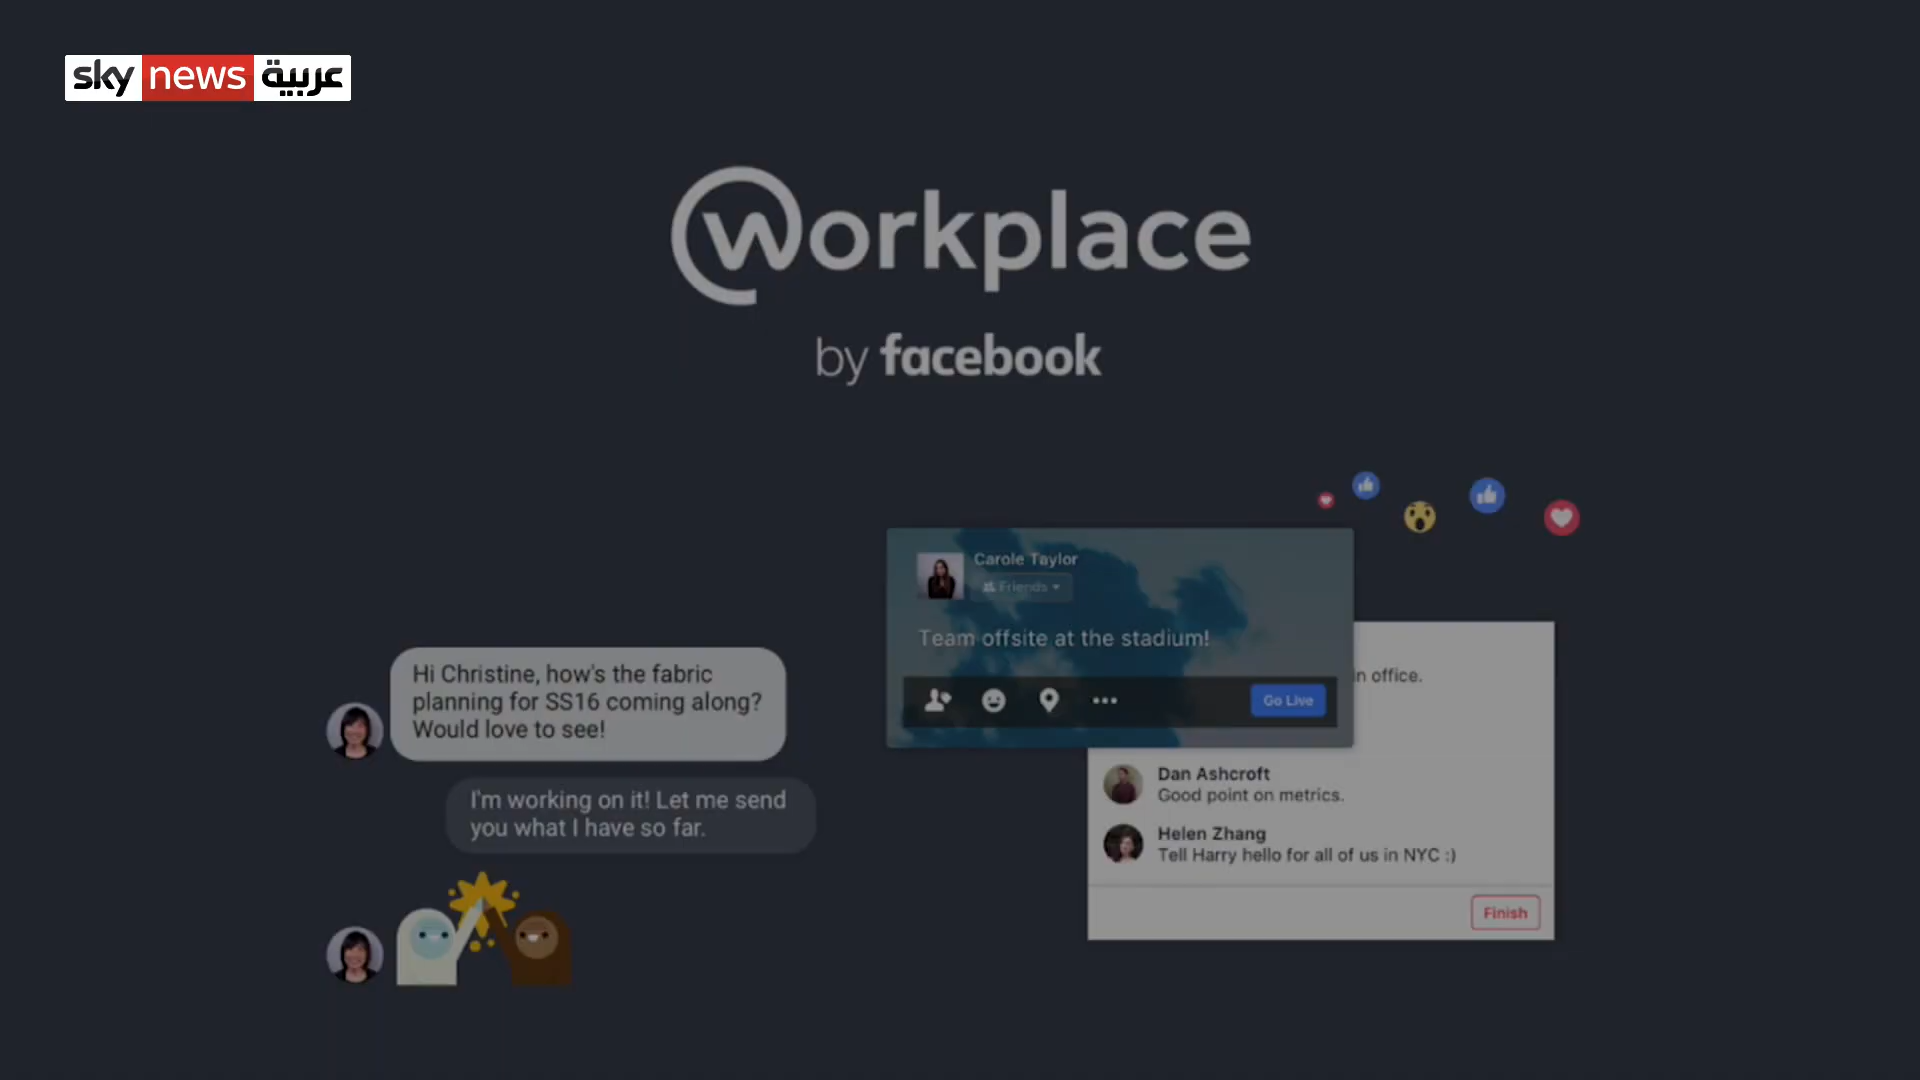 sky news عربية
Workplace
by facebook
Carole Taylor
Friends
Team offsite at the stadium!
Go Live
in office.
Hi Christine, how's the fabric
planning for SS16 coming along?
Would love to see!
I'm working on it! Let me send
you what I have so far.
Dan Ashcroft
Good point on metrics.
Helen Zhang
Tell Harry hello for all of us in NYC :)
Finish